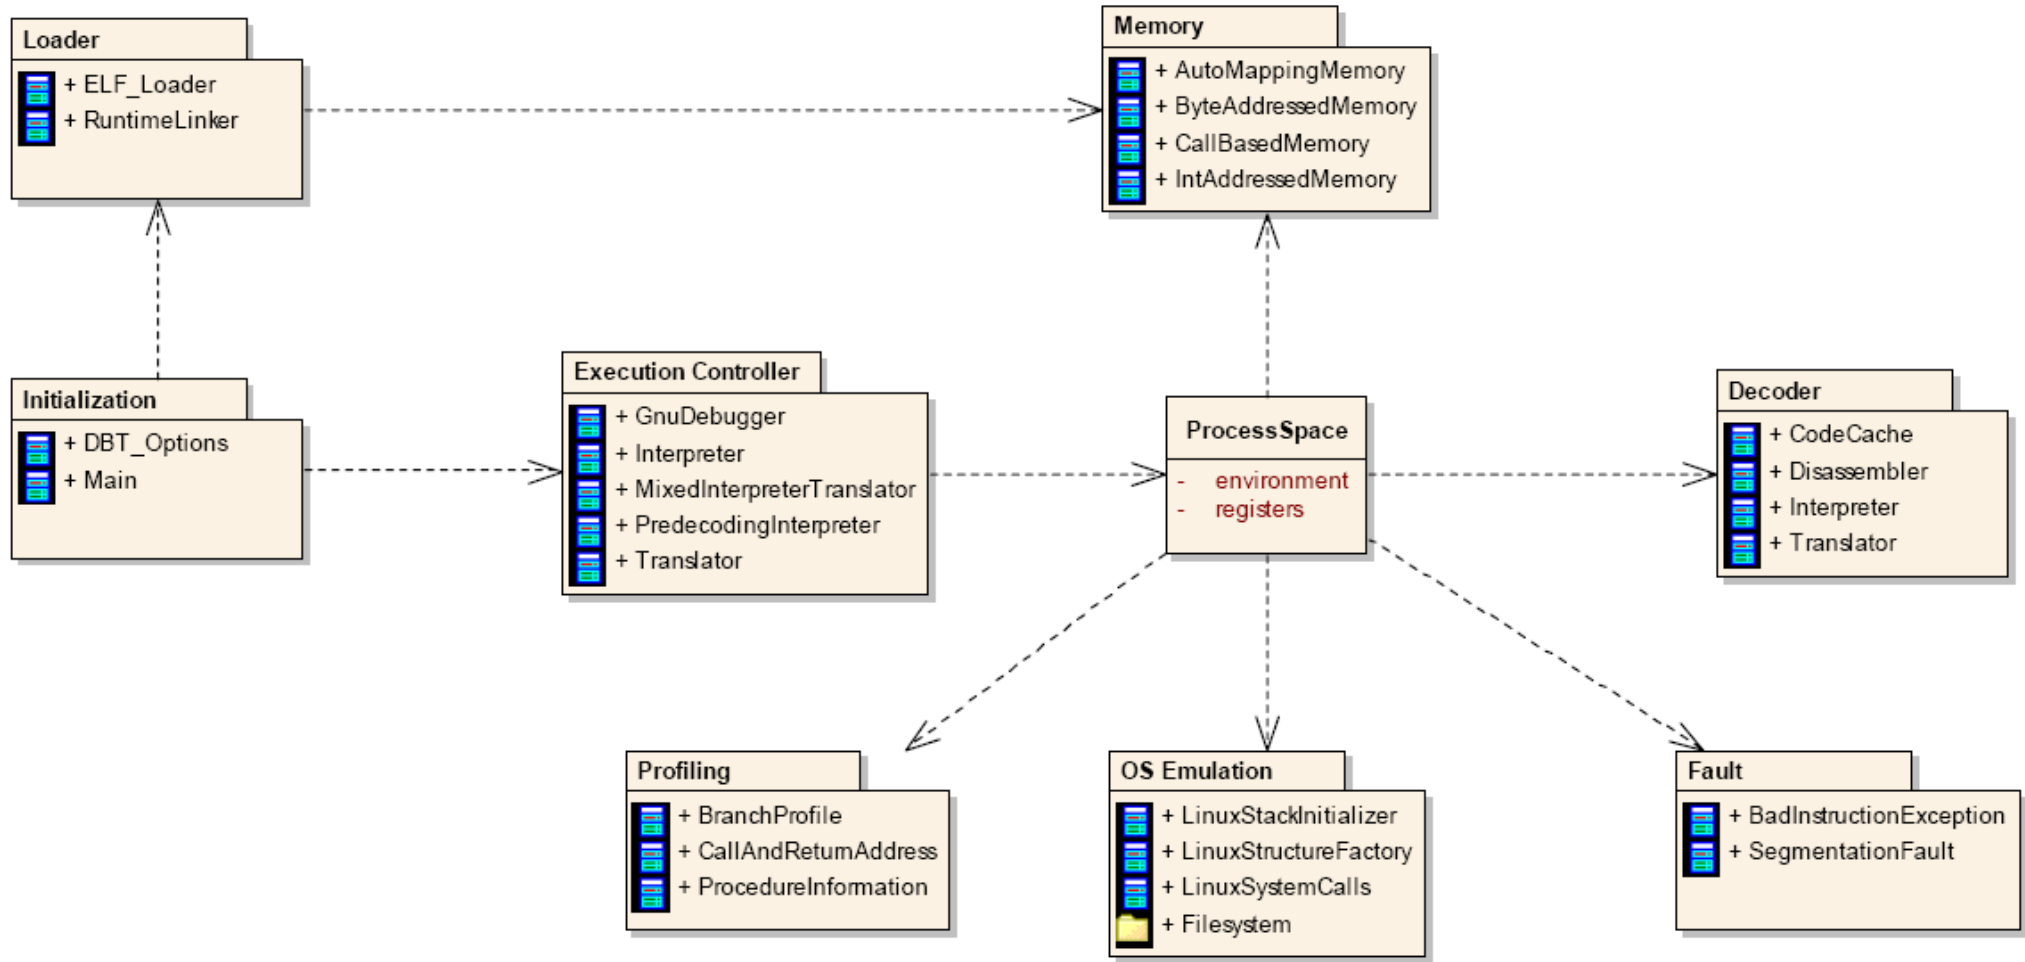 Loader
+ ELF_Loader
+ RuntimeLinker
Memory
+ AutoMappingMemory
+ ByteAddressedMemory
+ CallBasedMemory
+ IntAddressedMemory
Initialization
+ DBT_Options
+ Main
Execution Controller
+ GnuDebugger
+ Interpreter
+ MixedInterpreterTranslator
+ PredecodingInterpreter
+ Translator
ProcessSpace
- environment
- registers
Decoder
+ CodeCache
+ Disassembler
+ Interpreter
+ Translator
Profiling
+ BranchProfile
+ CallAndReturnAddress
+ ProcedureInformation
OS Emulation
+ LinuxStackInitializer
+ LinuxStructureFactory
+ LinuxSystemCalls
+ Filesystem
Fault
+ BadInstructionException
+ SegmentationFault